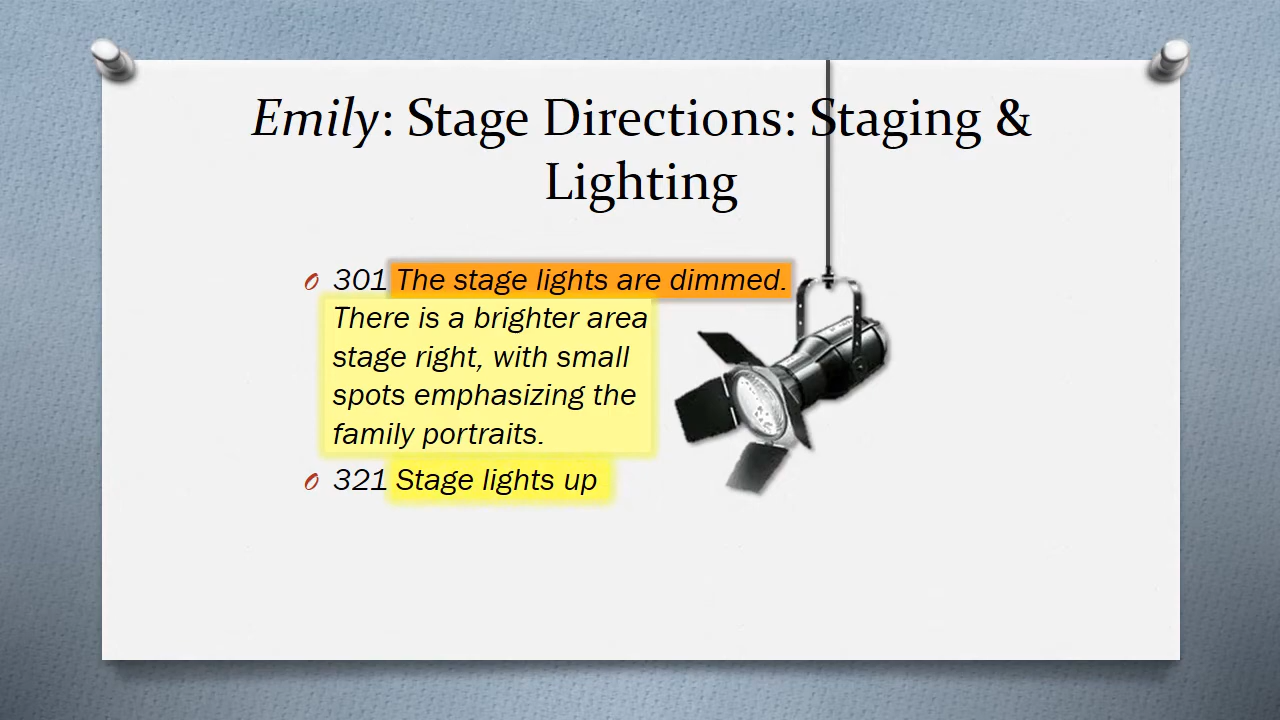 Emily: Stage Directions: Staging &
Lighting
301 The stage lights are dimmed.
There is a brighter area
stage right, with small
spots emphasizing the
family portraits.
321 Stage lights up